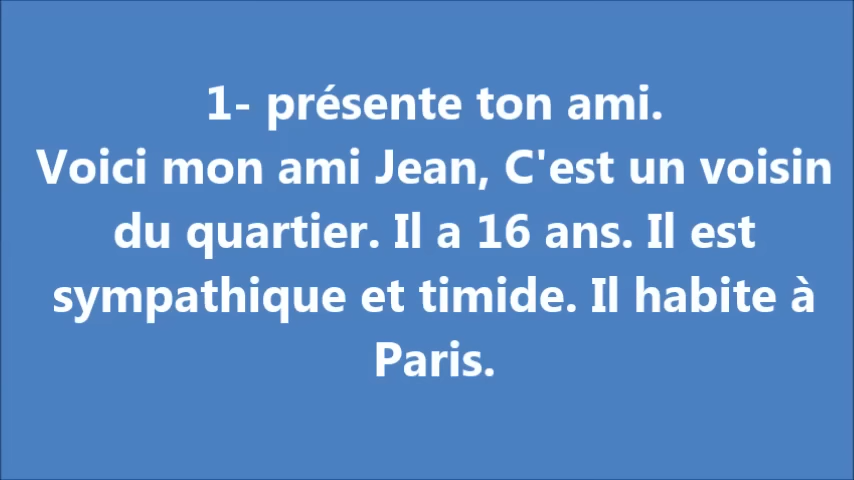 1- présente ton ami.
Voici mon ami Jean, C'est un voisin
du quartier. Il a 16 ans. Il est
sympathique et timide. Il habite à
Paris.